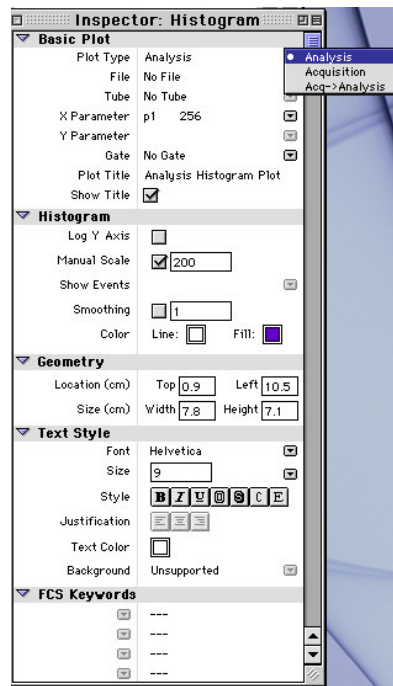 Inspector: Histogram
Basic Plot
Plot Type Analysis
Analysis
Acquisition
Acq->Analysis
File No File
Tube No Tube
X Parameter p1 256
Y Parameter
Gate No Gate
Plot Title Analysis Histogram Plot
Show Title
Histogram
Log Y Axis
Manual Scale 200
Show Events
Smoothing 1
Color Line: Fill:
Geometry
Location (cm) Top 0.9 Left 10.5
Size (cm) Width 7.8 Height 7.1
Text Style
Font Helvetica
Size 9
Style B I U O S C E
Justification
Text Color
Background Unsupported
FCS Keywords
---
---
---
---